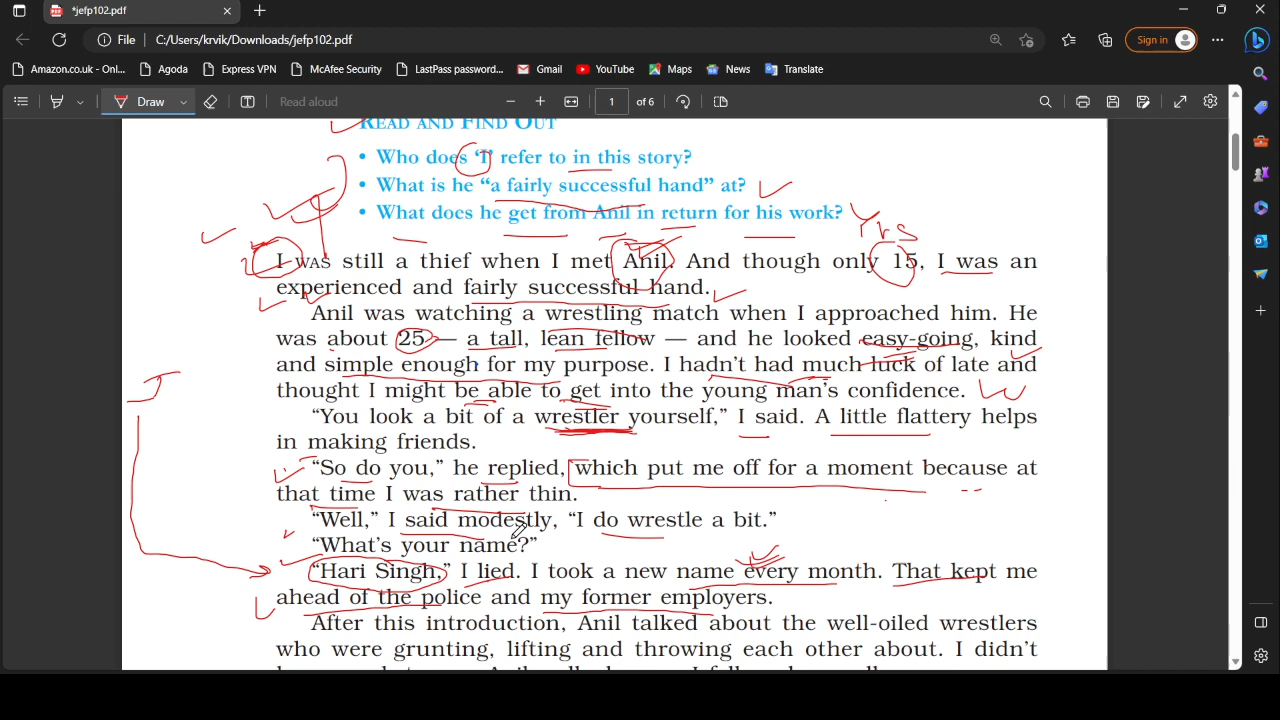 *jefp102.pdf
File C:/Users/krvik/Downloads/jefp102.pdf Sign in
Amazon.co.uk - Onl... Agoda Express VPN McAfee Security LastPass password... Gmail YouTube Maps News Translate
Draw Read aloud 1 of 6
READ AND FIND OUT
• Who does ‘I’ refer to in this story?
• What is he “a fairly successful hand” at?
• What does he get from Anil in return for his work?
Yrs
I WAS still a thief when I met Anil. And though only 15, I was an
experienced and fairly successful hand.
Anil was watching a wrestling match when I approached him. He
was about 25 — a tall, lean fellow — and he looked easy-going, kind
and simple enough for my purpose. I hadn’t had much luck of late and
thought I might be able to get into the young man’s confidence.
“You look a bit of a wrestler yourself,” I said. A little flattery helps
in making friends.
“So do you,” he replied, which put me off for a moment because at
that time I was rather thin.
“Well,” I said modestly, “I do wrestle a bit.”
“What’s your name?”
“Hari Singh,” I lied. I took a new name every month. That kept me
ahead of the police and my former employers.
After this introduction, Anil talked about the well-oiled wrestlers
who were grunting, lifting and throwing each other about. I didn’t